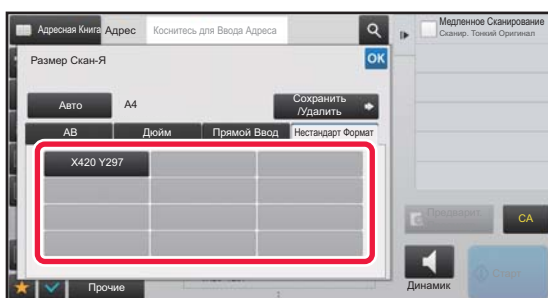 Адресная Книга Адрес Коснитесь для Ввода Адреса
Медленное Сканирование
Сканир. Тонкий Оригинал
Размер Скан-Я OK
Авто A4 Сохранить
/Удалить
AB Дюйм Прямой Ввод Нестандарт Формат
X420 Y297
Предварит. CA
Старт
Прочие Динамик
1